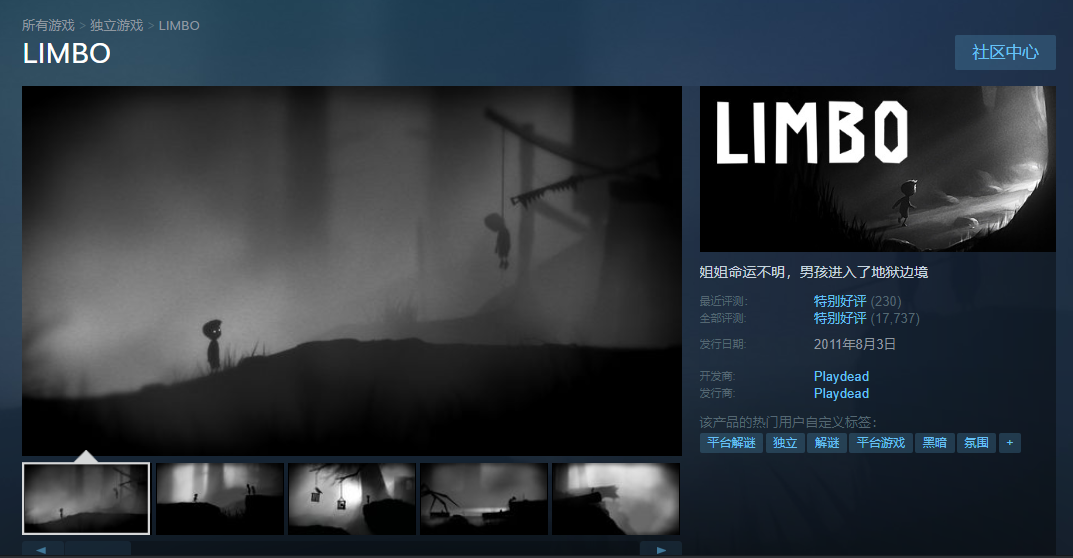 所有游戏 > 独立游戏 > LIMBO
LIMBO
社区中心
LIMBO
姐姐命运不明，男孩进入了地狱边境
最近评测: 特别好评 (230)
全部评测: 特别好评 (17,737)
发行日期: 2011年8月3日
开发商: Playdead
发行商: Playdead
该产品的热门用户自定义标签:
平台解谜 独立 解谜 平台游戏 黑暗 氛围 +